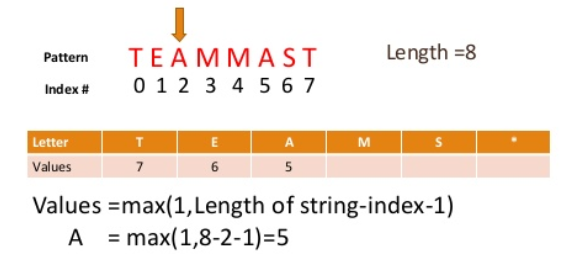 Pattern T E A M M A S T Length =8
Index # 0 1 2 3 4 5 6 7
Letter T E A M S *
Values 7 6 5
Values =max(1,Length of string-index-1)
A = max(1,8-2-1)=5